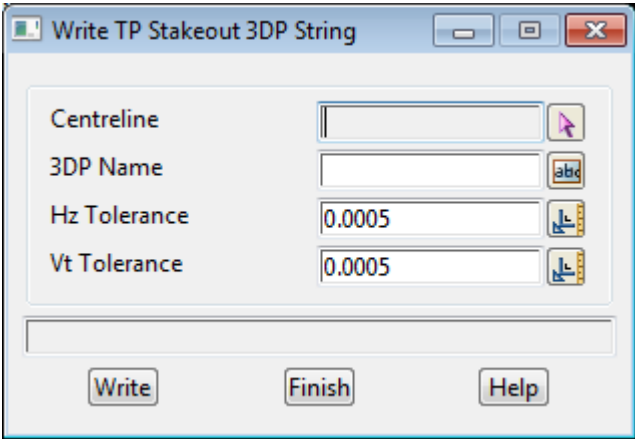 Write TP Stakeout 3DP String
Centreline
3DP Name
abc
Hz Tolerance 0.0005
Vt Tolerance 0.0005
Write Finish Help